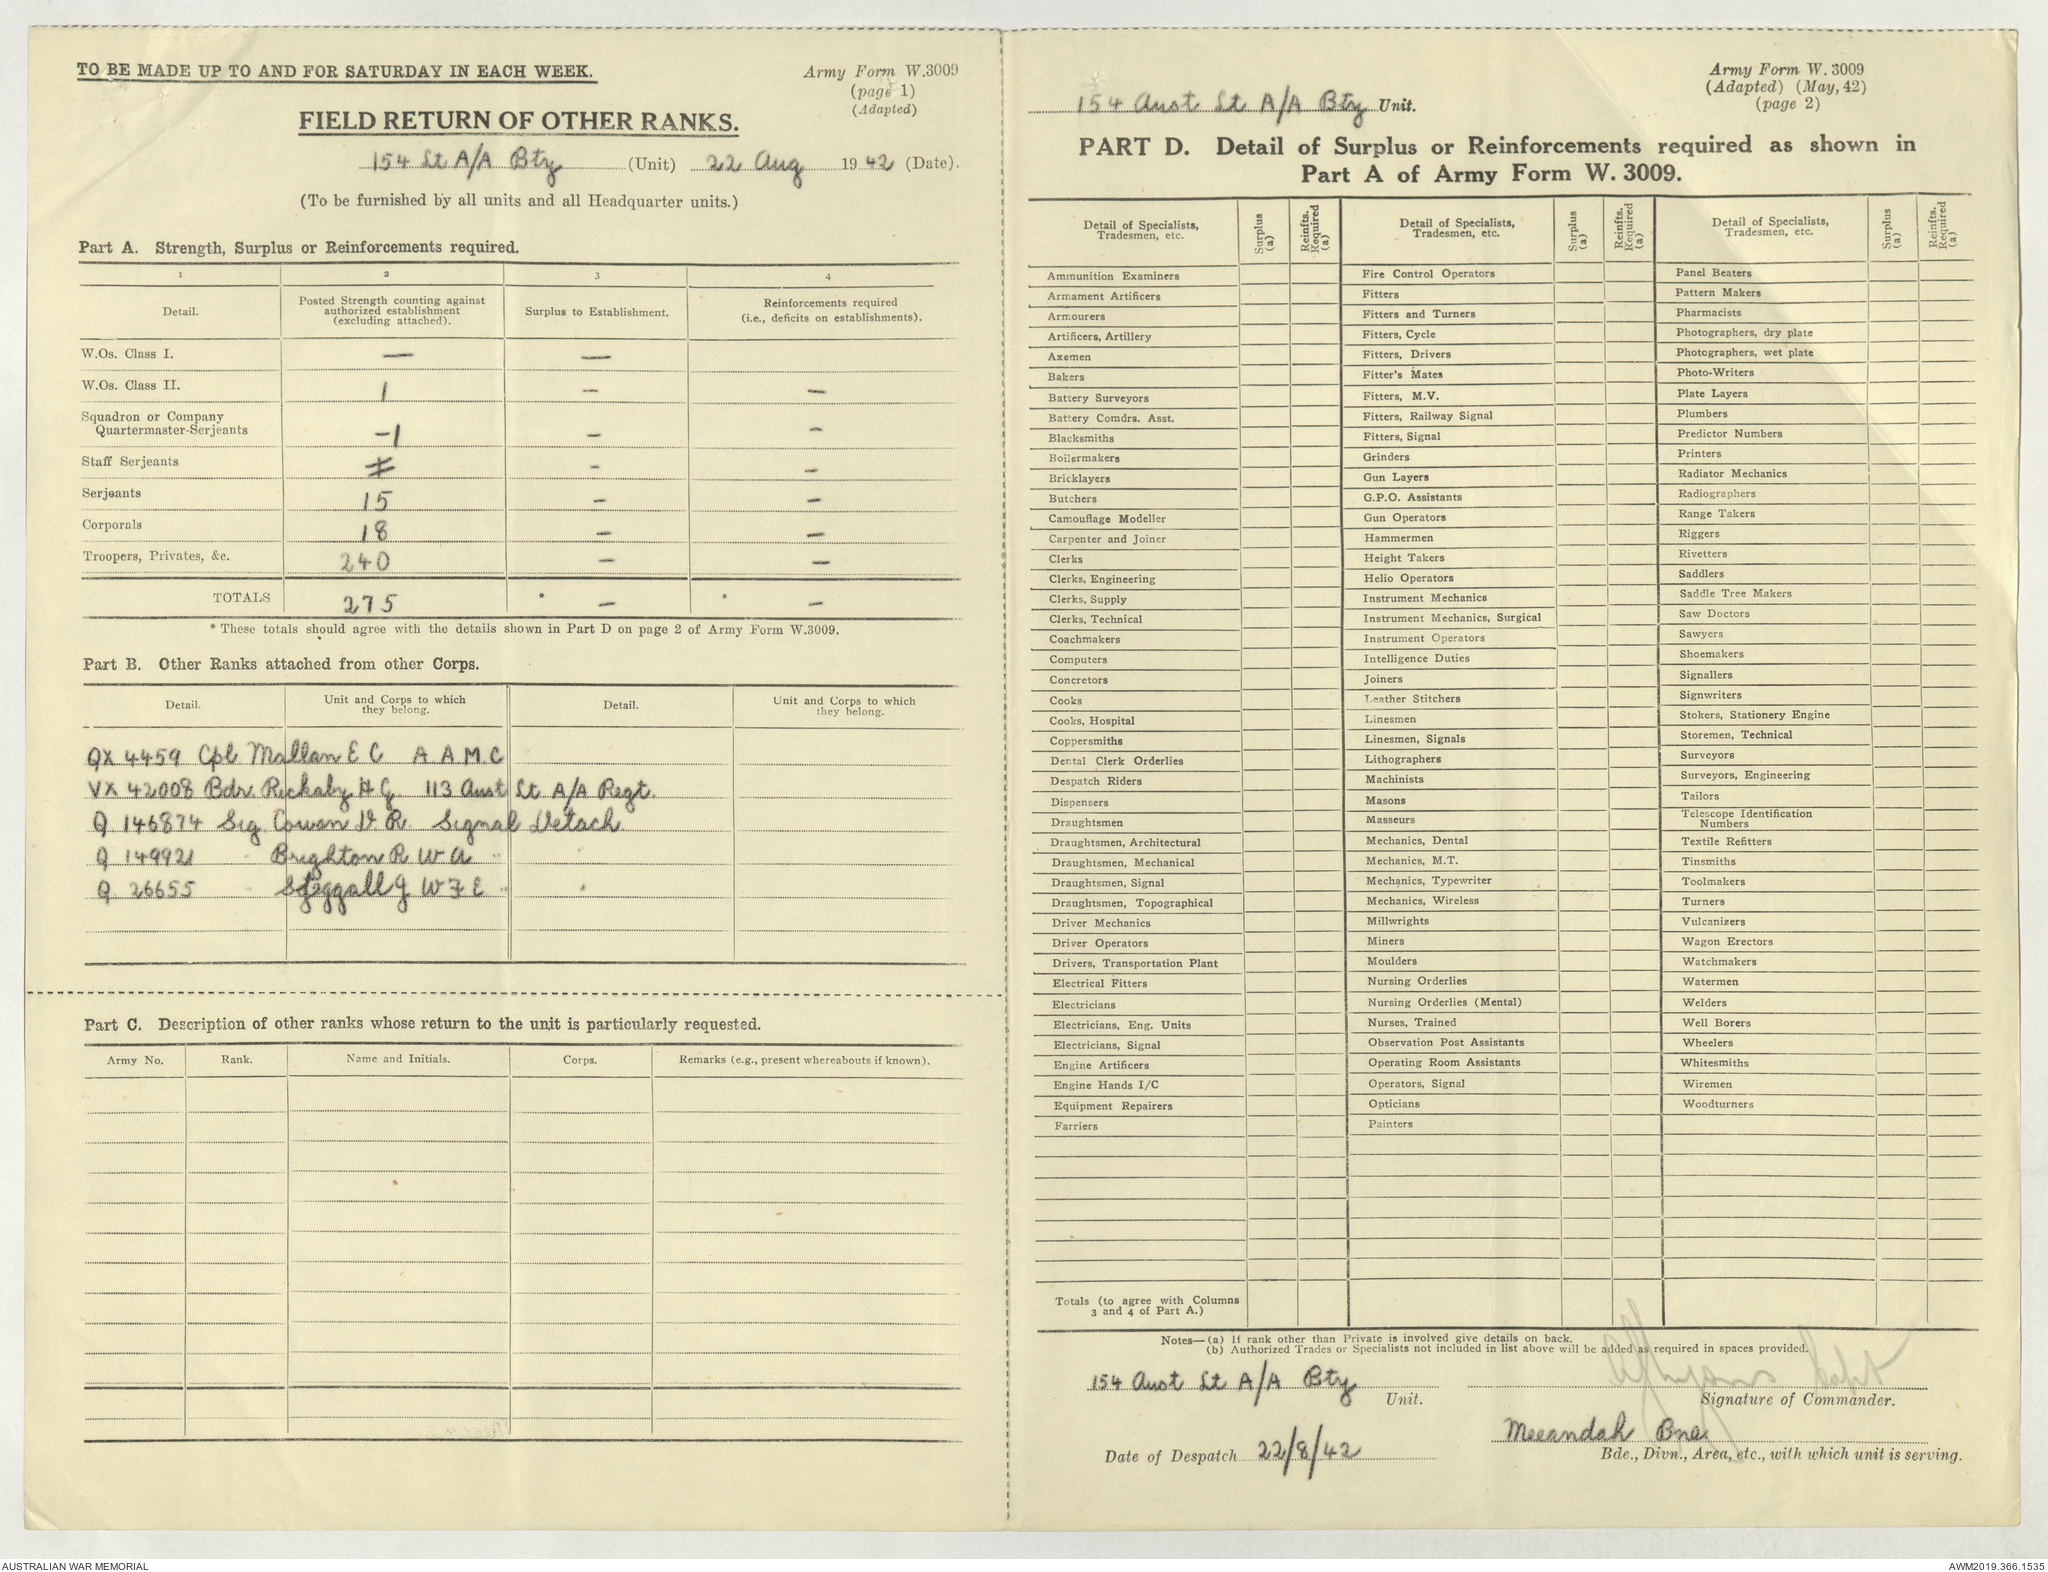 TO BE MADE UP TO AND FOR SATURDAY IN EACH WEEK.
Army Form W.3009
(page 1)
(Adapted)
FIELD RETURN OF OTHER RANKS.
154 Lt A/A Bty (Unit) 22 Aug 1942 (Date).
(To be furnished by all units and all Headquarter units.)
Part A. Strength, Surplus or Reinforcements required.
1 2 3 4
Detail. Posted Strength counting against authorized establishment (excluding attached). Surplus to Establishment. Reinforcements required (i.e., deficits on establishments).
W.Os. Class I. — —
W.Os. Class II. 1 — —
Squadron or Company
Quartermaster-Serjeants -1 — —
Staff Serjeants — —
Serjeants 15 — —
Corporals 18 — —
Troopers, Privates, &c. 240 — —
TOTALS 275 * — * —
* These totals should agree with the details shown in Part D on page 2 of Army Form W.3009.
Part B. Other Ranks attached from other Corps.
Detail. Unit and Corps to which they belong. Detail. Unit and Corps to which they belong.
QX 4459 Cpl Mallan E C A A M C
VX 42008 Bdr. Rickaby H G 113 Aust Lt A/A Regt.
Q 146874 Sig Cowan D R Signal Detach
Q 149921 " Brighton R W A " "
Q 26655 " Steggall J W F E " "
Part C. Description of other ranks whose return to the unit is particularly requested.
Army No. Rank. Name and Initials. Corps. Remarks (e.g., present whereabouts if known).
154 Aust Lt A/A Bty Unit.
Army Form W. 3009
(Adapted) (May, 42)
(page 2)
PART D. Detail of Surplus or Reinforcements required as shown in
Part A of Army Form W. 3009.
Detail of Specialists, Tradesmen, etc. Surplus (a) Reinfts. Required (a) Detail of Specialists, Tradesmen, etc. Surplus (a) Reinfts. Required (a) Detail of Specialists, Tradesmen, etc. Surplus (a) Reinfts. Required (a)
Ammunition Examiners
Armament Artificers
Armourers
Artificers, Artillery
Axemen
Bakers
Battery Surveyors
Battery Comdrs. Asst.
Blacksmiths
Boilermakers
Bricklayers
Butchers
Camouflage Modeller
Carpenter and Joiner
Clerks
Clerks, Engineering
Clerks, Supply
Clerks, Technical
Coachmakers
Computers
Concretors
Cooks
Cooks, Hospital
Coppersmiths
Dental Clerk Orderlies
Despatch Riders
Dispensers
Draughtsmen
Draughtsmen, Architectural
Draughtsmen, Mechanical
Draughtsmen, Signal
Draughtsmen, Topographical
Driver Mechanics
Driver Operators
Drivers, Transportation Plant
Electrical Fitters
Electricians
Electricians, Eng. Units
Electricians, Signal
Engine Artificers
Engine Hands I/C
Equipment Repairers
Farriers
Fire Control Operators
Fitters
Fitters and Turners
Fitters, Cycle
Fitters, Drivers
Fitter's Mates
Fitters, M.V.
Fitters, Railway Signal
Fitters, Signal
Grinders
Gun Layers
G.P.O. Assistants
Gun Operators
Hammermen
Height Takers
Helio Operators
Instrument Mechanics
Instrument Mechanics, Surgical
Instrument Operators
Intelligence Duties
Joiners
Leather Stitchers
Linesmen
Linesmen, Signals
Lithographers
Machinists
Masons
Masseurs
Mechanics, Dental
Mechanics, M.T.
Mechanics, Typewriter
Mechanics, Wireless
Millwrights
Miners
Moulders
Nursing Orderlies
Nursing Orderlies (Mental)
Nurses, Trained
Observation Post Assistants
Operating Room Assistants
Operators, Signal
Opticians
Painters
Panel Beaters
Pattern Makers
Pharmacists
Photographers, dry plate
Photographers, wet plate
Photo-Writers
Plate Layers
Plumbers
Predictor Numbers
Printers
Radiator Mechanics
Radiographers
Range Takers
Riggers
Rivetters
Saddlers
Saddle Tree Makers
Saw Doctors
Sawyers
Shoemakers
Signallers
Signwriters
Stokers, Stationery Engine
Storemen, Technical
Surveyors
Surveyors, Engineering
Tailors
Telescope Identification
Numbers
Textile Refitters
Tinsmiths
Toolmakers
Turners
Vulcanizers
Wagon Erectors
Watchmakers
Watermen
Welders
Well Borers
Wheelers
Whitesmiths
Wiremen
Woodturners
Totals (to agree with Columns
3 and 4 of Part A.)
Notes—(a) If rank other than Private is involved give details on back.
(b) Authorized Trades or Specialists not included in list above will be added as required in spaces provided.
154 Aust Lt A/A Bty Unit.
Capt
Signature of Commander.
Meeandah Bne
Date of Despatch 22/8/42
Bde., Divn., Area, etc., with which unit is serving.
AUSTRALIAN WAR MEMORIAL
AWM2019.366.1535